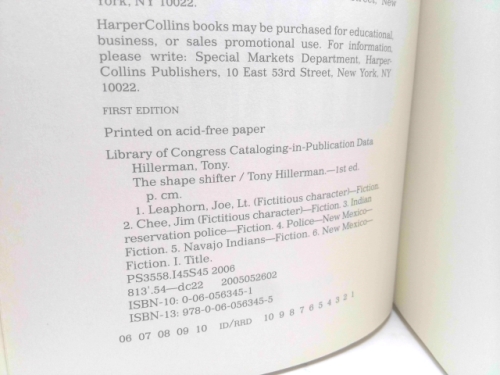 York, NY 10022.
HarperCollins books may be purchased for educational,
business, or sales promotional use. For information,
please write: Special Markets Department, Harper-
Collins Publishers, 10 East 53rd Street, New York, NY
10022.
FIRST EDITION
Printed on acid-free paper
Library of Congress Cataloging-in-Publication Data
Hillerman, Tony.
The shape shifter / Tony Hillerman.—1st ed.
p. cm.
1. Leaphorn, Joe, Lt. (Fictitious character)—Fiction.
2. Chee, Jim (Fictitious character)—Fiction. 3. Indian
reservation police—Fiction. 4. Police—New Mexico—
Fiction. 5. Navajo Indians—Fiction. 6. New Mexico—
Fiction. I. Title.
PS3558.I45S45 2006
813'.54—dc22 2005052602
ISBN-10: 0-06-056345-1
ISBN-13: 978-0-06-056345-5
06 07 08 09 10 ID/RRD 10 9 8 7 6 5 4 3 2 1